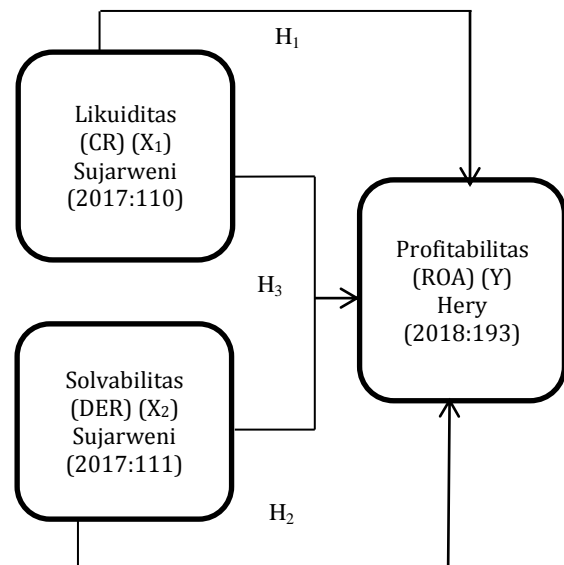 H₁
Likuiditas
(CR) (X₁)
Sujarweni
(2017:110)
Profitabilitas
(ROA) (Y)
Hery
(2018:193)
H₃
Solvabilitas
(DER) (X₂)
Sujarweni
(2017:111)
H₂